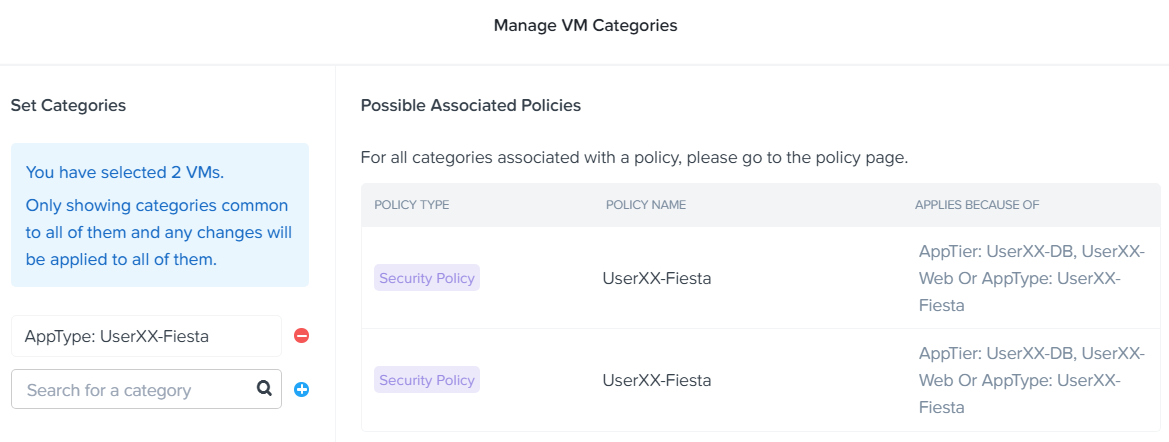 Manage VM Categories
Set Categories
You have selected 2 VMs.
Only showing categories common
to all of them and any changes will
be applied to all of them.
AppType: UserXX-Fiesta
Search for a category
Possible Associated Policies
For all categories associated with a policy, please go to the policy page.
POLICY TYPE POLICY NAME APPLIES BECAUSE OF
Security Policy UserXX-Fiesta AppTier: UserXX-DB, UserXX-
Web Or AppType: UserXX-
Fiesta
Security Policy UserXX-Fiesta AppTier: UserXX-DB, UserXX-
Web Or AppType: UserXX-
Fiesta